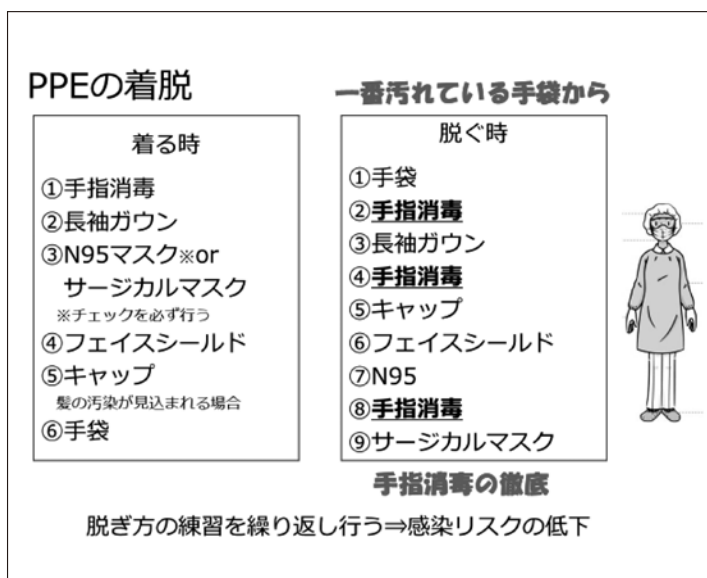 PPEの着脱
着る時
①手指消毒
②長袖ガウン
③N95マスク※or
サージカルマスク
※チェックを必ず行う
④フェイスシールド
⑤キャップ
髪の汚染が見込まれる場合
⑥手袋
一番汚れている手袋から
脱ぐ時
①手袋
②手指消毒
③長袖ガウン
④手指消毒
⑤キャップ
⑥フェイスシールド
⑦N95
⑧手指消毒
⑨サージカルマスク
手指消毒の徹底
脱ぎ方の練習を繰り返し行う⇒感染リスクの低下